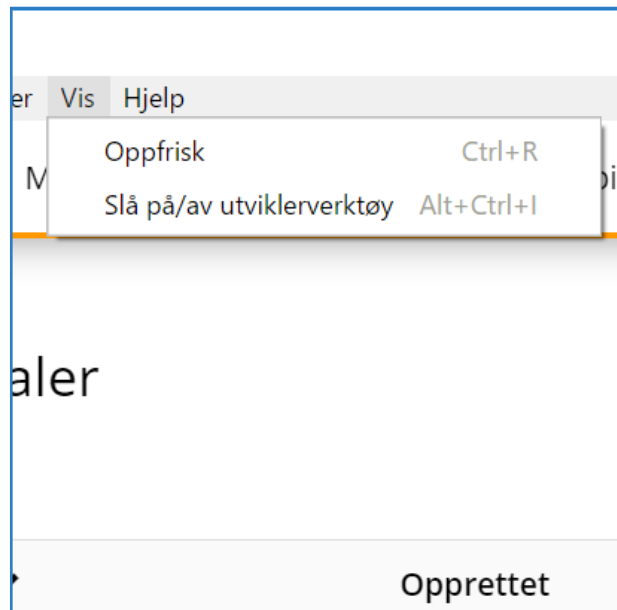 er Vis Hjelp
Oppfrisk Ctrl+R
M
Slå på/av utviklerverktøy Alt+Ctrl+I
aler
Opprettet